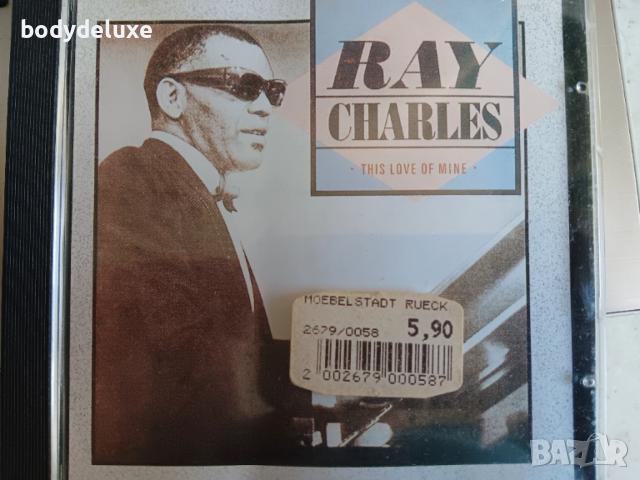 bodydeluxe
RAY
CHARLES
· THIS LOVE OF MINE ·
MOEBELSTADT RUECK
2679/0058 5,90
2 002679 000587
BAZAR